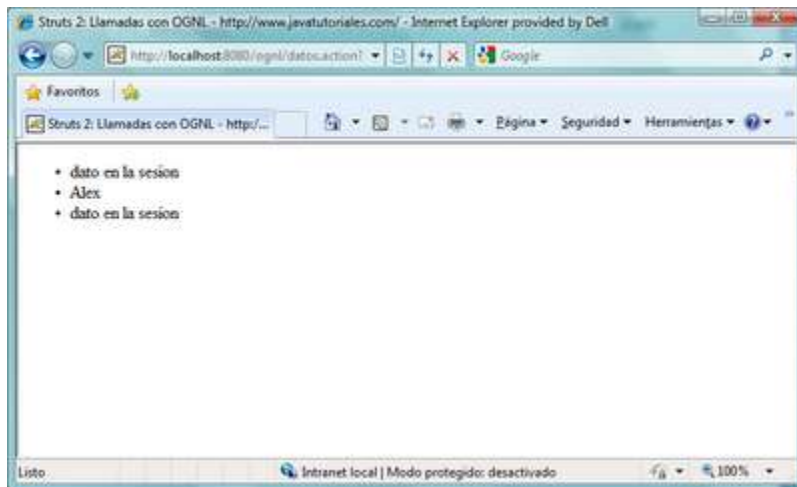 Struts 2: Llamadas con OGNL - http://www.javatutoriales.com/ - Internet Explorer provided by Dell
http://localhost:8080/ognl/datos.action?
Google
Favoritos
Struts 2: Llamadas con OGNL - http:/...
Página
Seguridad
Herramientas
• dato en la sesion
• Alex
• dato en la sesion
Listo
Intranet local | Modo protegido: desactivado
100%